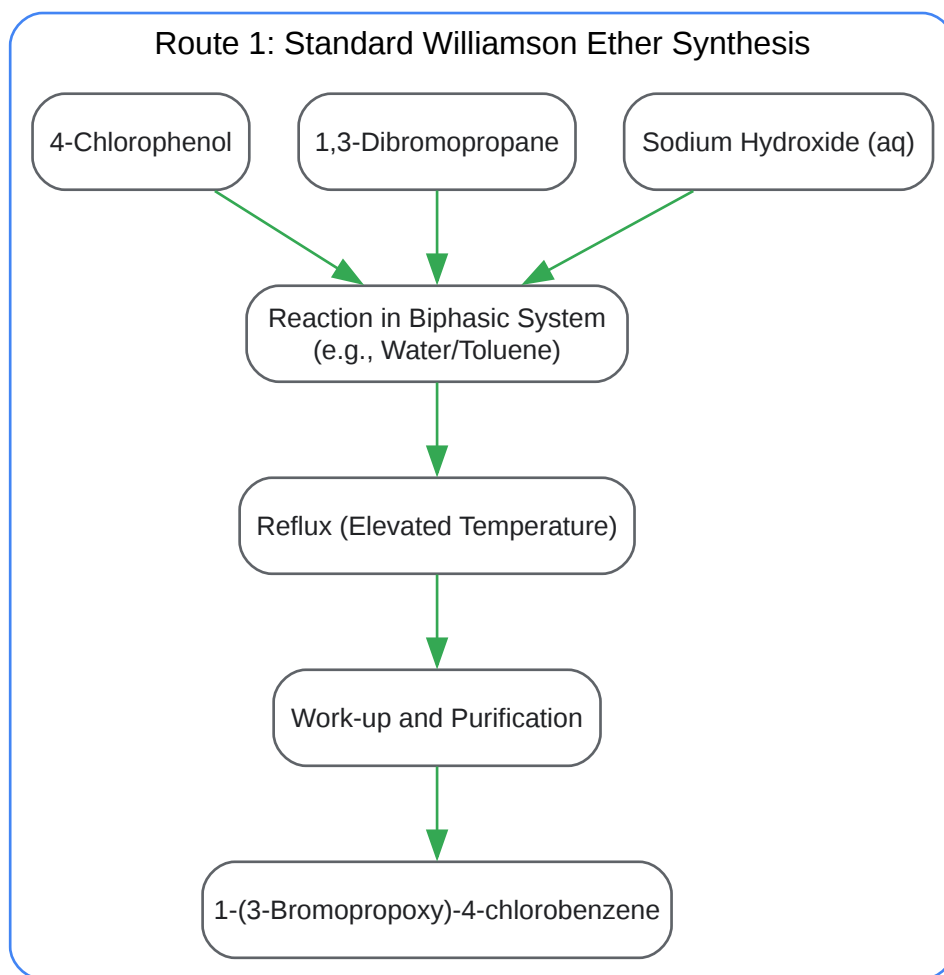 Route 1: Standard Williamson Ether Synthesis
4-Chlorophenol
1,3-Dibromopropane
Sodium Hydroxide (aq)
Reaction in Biphasic System
(e.g., Water/Toluene)
Reflux (Elevated Temperature)
Work-up and Purification
1-(3-Bromopropoxy)-4-chlorobenzene